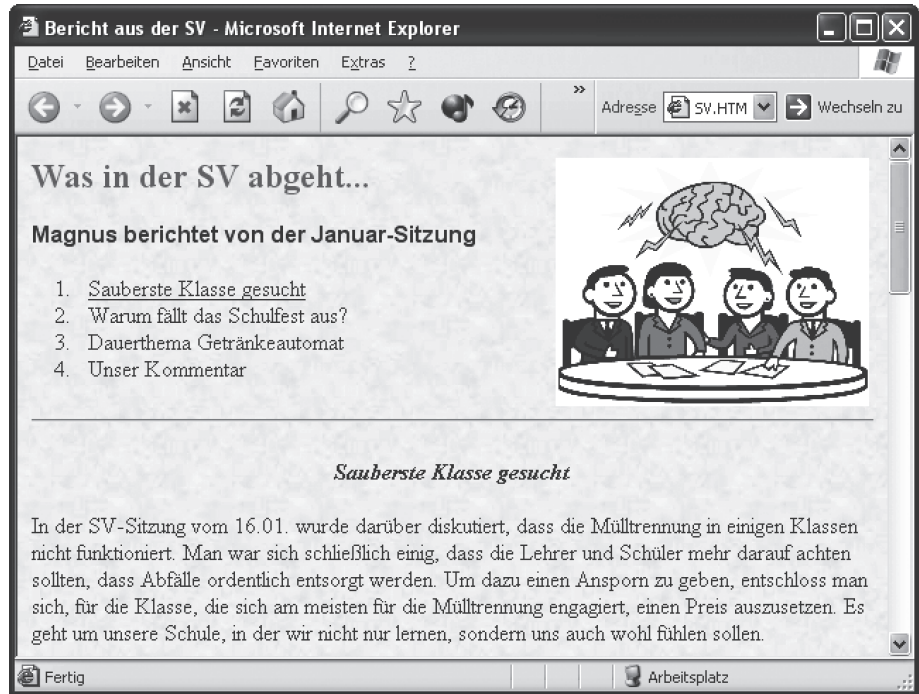 Bericht aus der SV - Microsoft Internet Explorer
Datei Bearbeiten Ansicht Favoriten Extras ?
» Adresse SV.HTM Wechseln zu
Was in der SV abgeht...
Magnus berichtet von der Januar-Sitzung
1. Sauberste Klasse gesucht
2. Warum fällt das Schulfest aus?
3. Dauerthema Getränkeautomat
4. Unser Kommentar
Sauberste Klasse gesucht
In der SV-Sitzung vom 16.01. wurde darüber diskutiert, dass die Mülltrennung in einigen Klassen
nicht funktioniert. Man war sich schließlich einig, dass die Lehrer und Schüler mehr darauf achten
sollten, dass Abfälle ordentlich entsorgt werden. Um dazu einen Ansporn zu geben, entschloss man
sich, für die Klasse, die sich am meisten für die Mülltrennung engagiert, einen Preis auszusetzen. Es
geht um unsere Schule, in der wir nicht nur lernen, sondern uns auch wohl fühlen sollen.
Fertig Arbeitsplatz